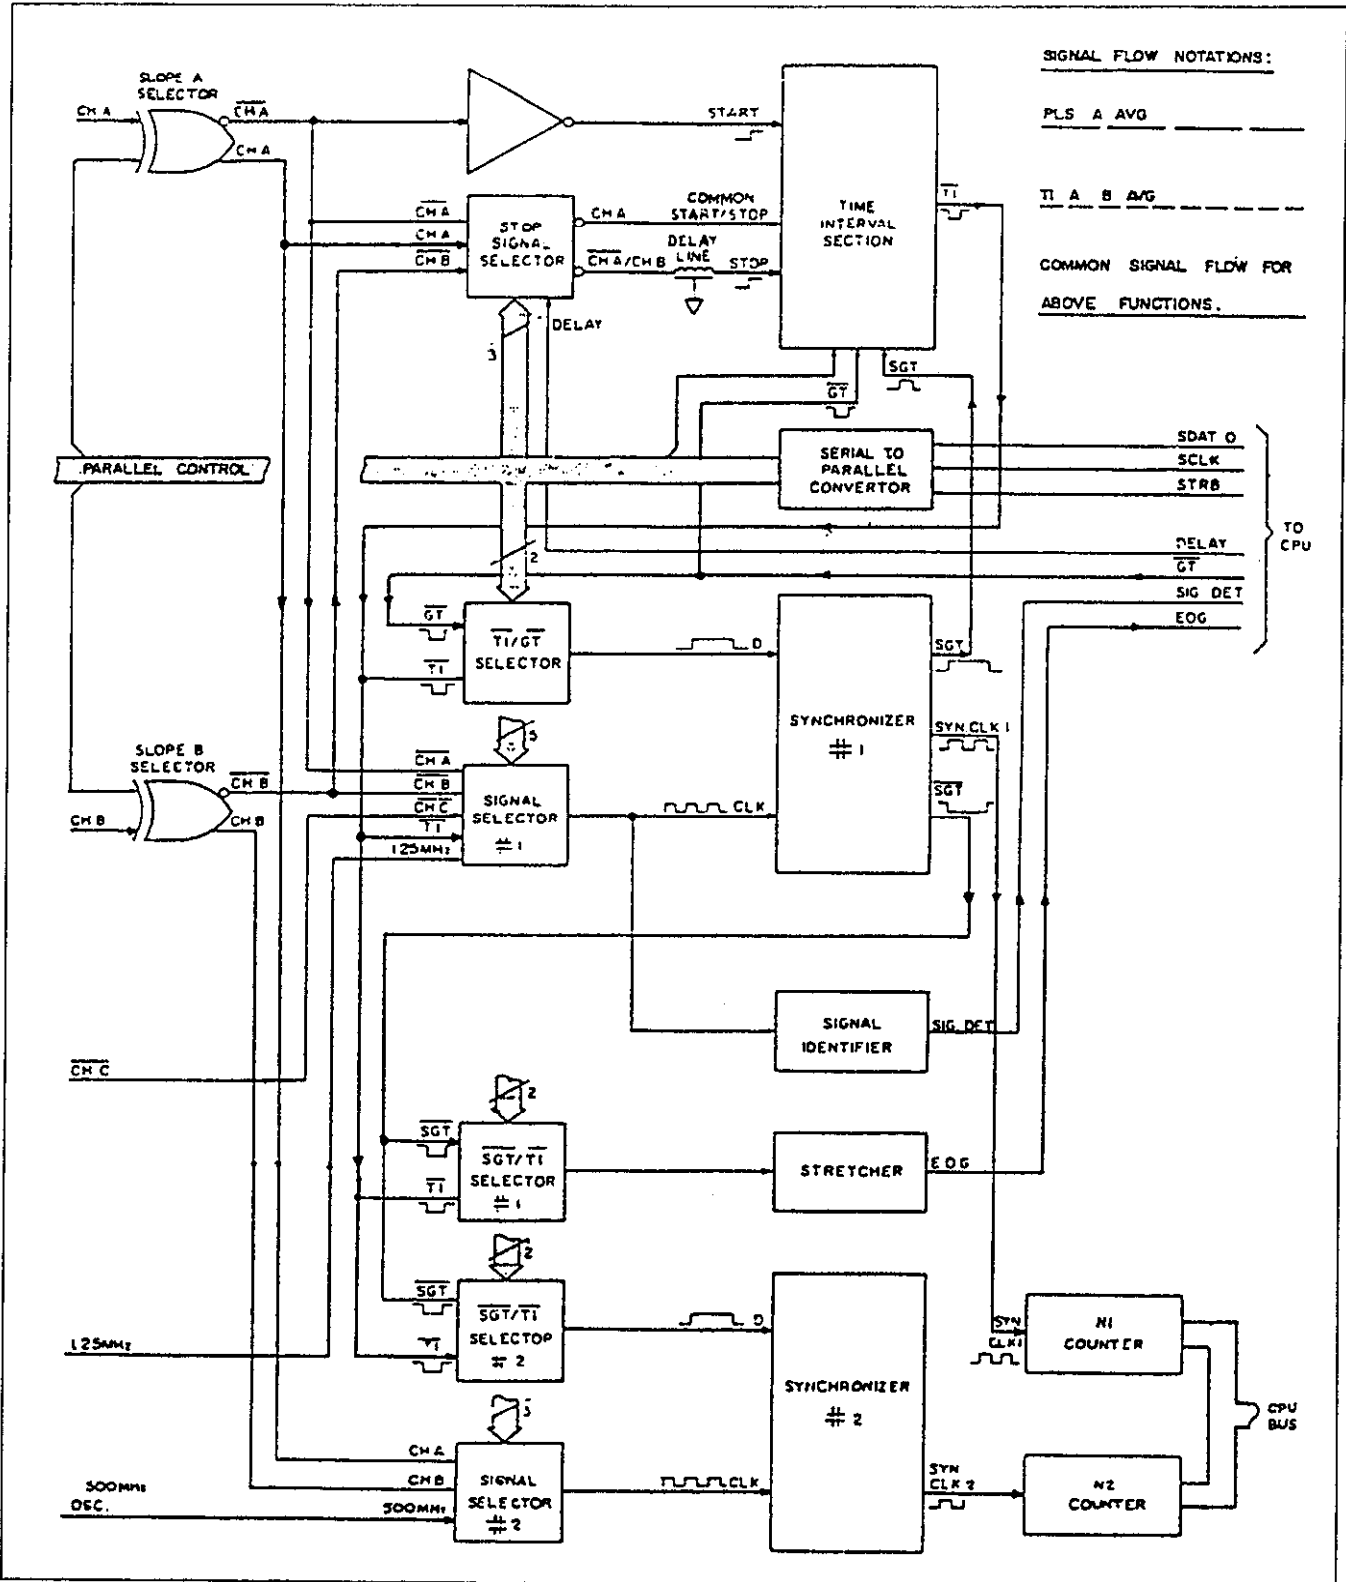 SIGNAL FLOW NOTATIONS:
PLS A AVG
TI A B AVG
COMMON SIGNAL FLOW FOR
ABOVE FUNCTIONS.
SLOPE A
SELECTOR
CH A
CH A
CH A
START
CH A
CH A
CH B
STOP
SIGNAL
SELECTOR
CH A
COMMON
START/STOP
CH A/CH B
DELAY
LINE
STOP
TIME
INTERVAL
SECTION
TI
3
DELAY
GT
SGT
PARALLEL CONTROL
SERIAL TO
PARALLEL
CONVERTOR
SDAT O
SCLK
STRB
DELAY
GT
SIG DET
EOG
TO
CPU
2
GT
TI
TI/GT
SELECTOR
D
SGT
SYNCHRONIZER
# 1
SYN.CLK 1
SGT
5
SLOPE B
SELECTOR
CH B
CH B
CH B
CH A
CH B
CH C
TI
1.25MHz
SIGNAL
SELECTOR
# 1
CLK
SIGNAL
IDENTIFIER
SIG DET
CH C
2
SGT
TI
SGT/TI
SELECTOR
# 1
STRETCHER
EOG
2
SGT
TI
SGT/TI
SELECTOR
# 2
D
1.25MHz
SYNCHRONIZER
# 2
SYN
CLK1
N1
COUNTER
CPU
BUS
3
CH A
CH B
500MHz
OSC.
500MHz
SIGNAL
SELECTOR
# 2
CLK
SYN
CLK 2
N2
COUNTER